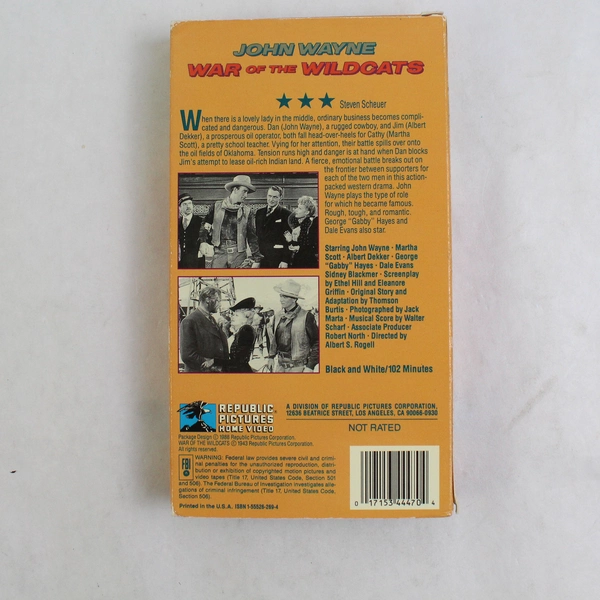 JOHN WAYNE
WAR OF THE WILDCATS
★ ★ ★ Steven Scheuer
When there is a lovely lady in the middle, ordinary business becomes compli-
cated and dangerous. Dan (John Wayne), a rugged cowboy, and Jim (Albert
Dekker), a prosperous oil operator, both fall head-over-heels for Cathy (Martha
Scott), a pretty school teacher. Vying for her attention, their battle spills over onto
the oil fields of Oklahoma. Tension runs high and danger is at hand when Dan blocks
Jim's attempt to lease oil-rich Indian land. A fierce, emotional battle breaks out on
the frontier between supporters for
each of the two men in this action-
packed western drama. John
Wayne plays the type of role
for which he became famous.
Rough, tough, and romantic.
George "Gabby" Hayes and
Dale Evans also star.
Starring John Wayne · Martha
Scott · Albert Dekker · George
"Gabby" Hayes · Dale Evans
Sidney Blackmer · Screenplay
by Ethel Hill and Eleanore
Griffin · Original Story and
Adaptation by Thomson
Burtis · Photographed by Jack
Marta · Musical Score by Walter
Scharf · Associate Producer
Robert North · Directed by
Albert S. Rogell
Black and White/102 Minutes
REPUBLIC
PICTURES
HOME VIDEO
A DIVISION OF REPUBLIC PICTURES CORPORATION,
12636 BEATRICE STREET, LOS ANGELES, CA 90066-0930
NOT RATED
Package Design © 1988 Republic Pictures Corporation.
WAR OF THE WILDCATS © 1943 Republic Pictures Corporation.
All rights reserved.
FBI
WARNING: Federal law provides severe civil and crimi-
nal penalties for the unauthorized reproduction, distri-
bution or exhibition of copyrighted motion pictures and
video tapes (Title 17, United States Code, Section 501
and 506). The Federal Bureau of Investigation investigates alle-
gations of criminal infringement (Title 17, United States Code,
Section 506).
Printed in the U.S.A. ISBN 1-55526-269-4
0 17153 44470 4